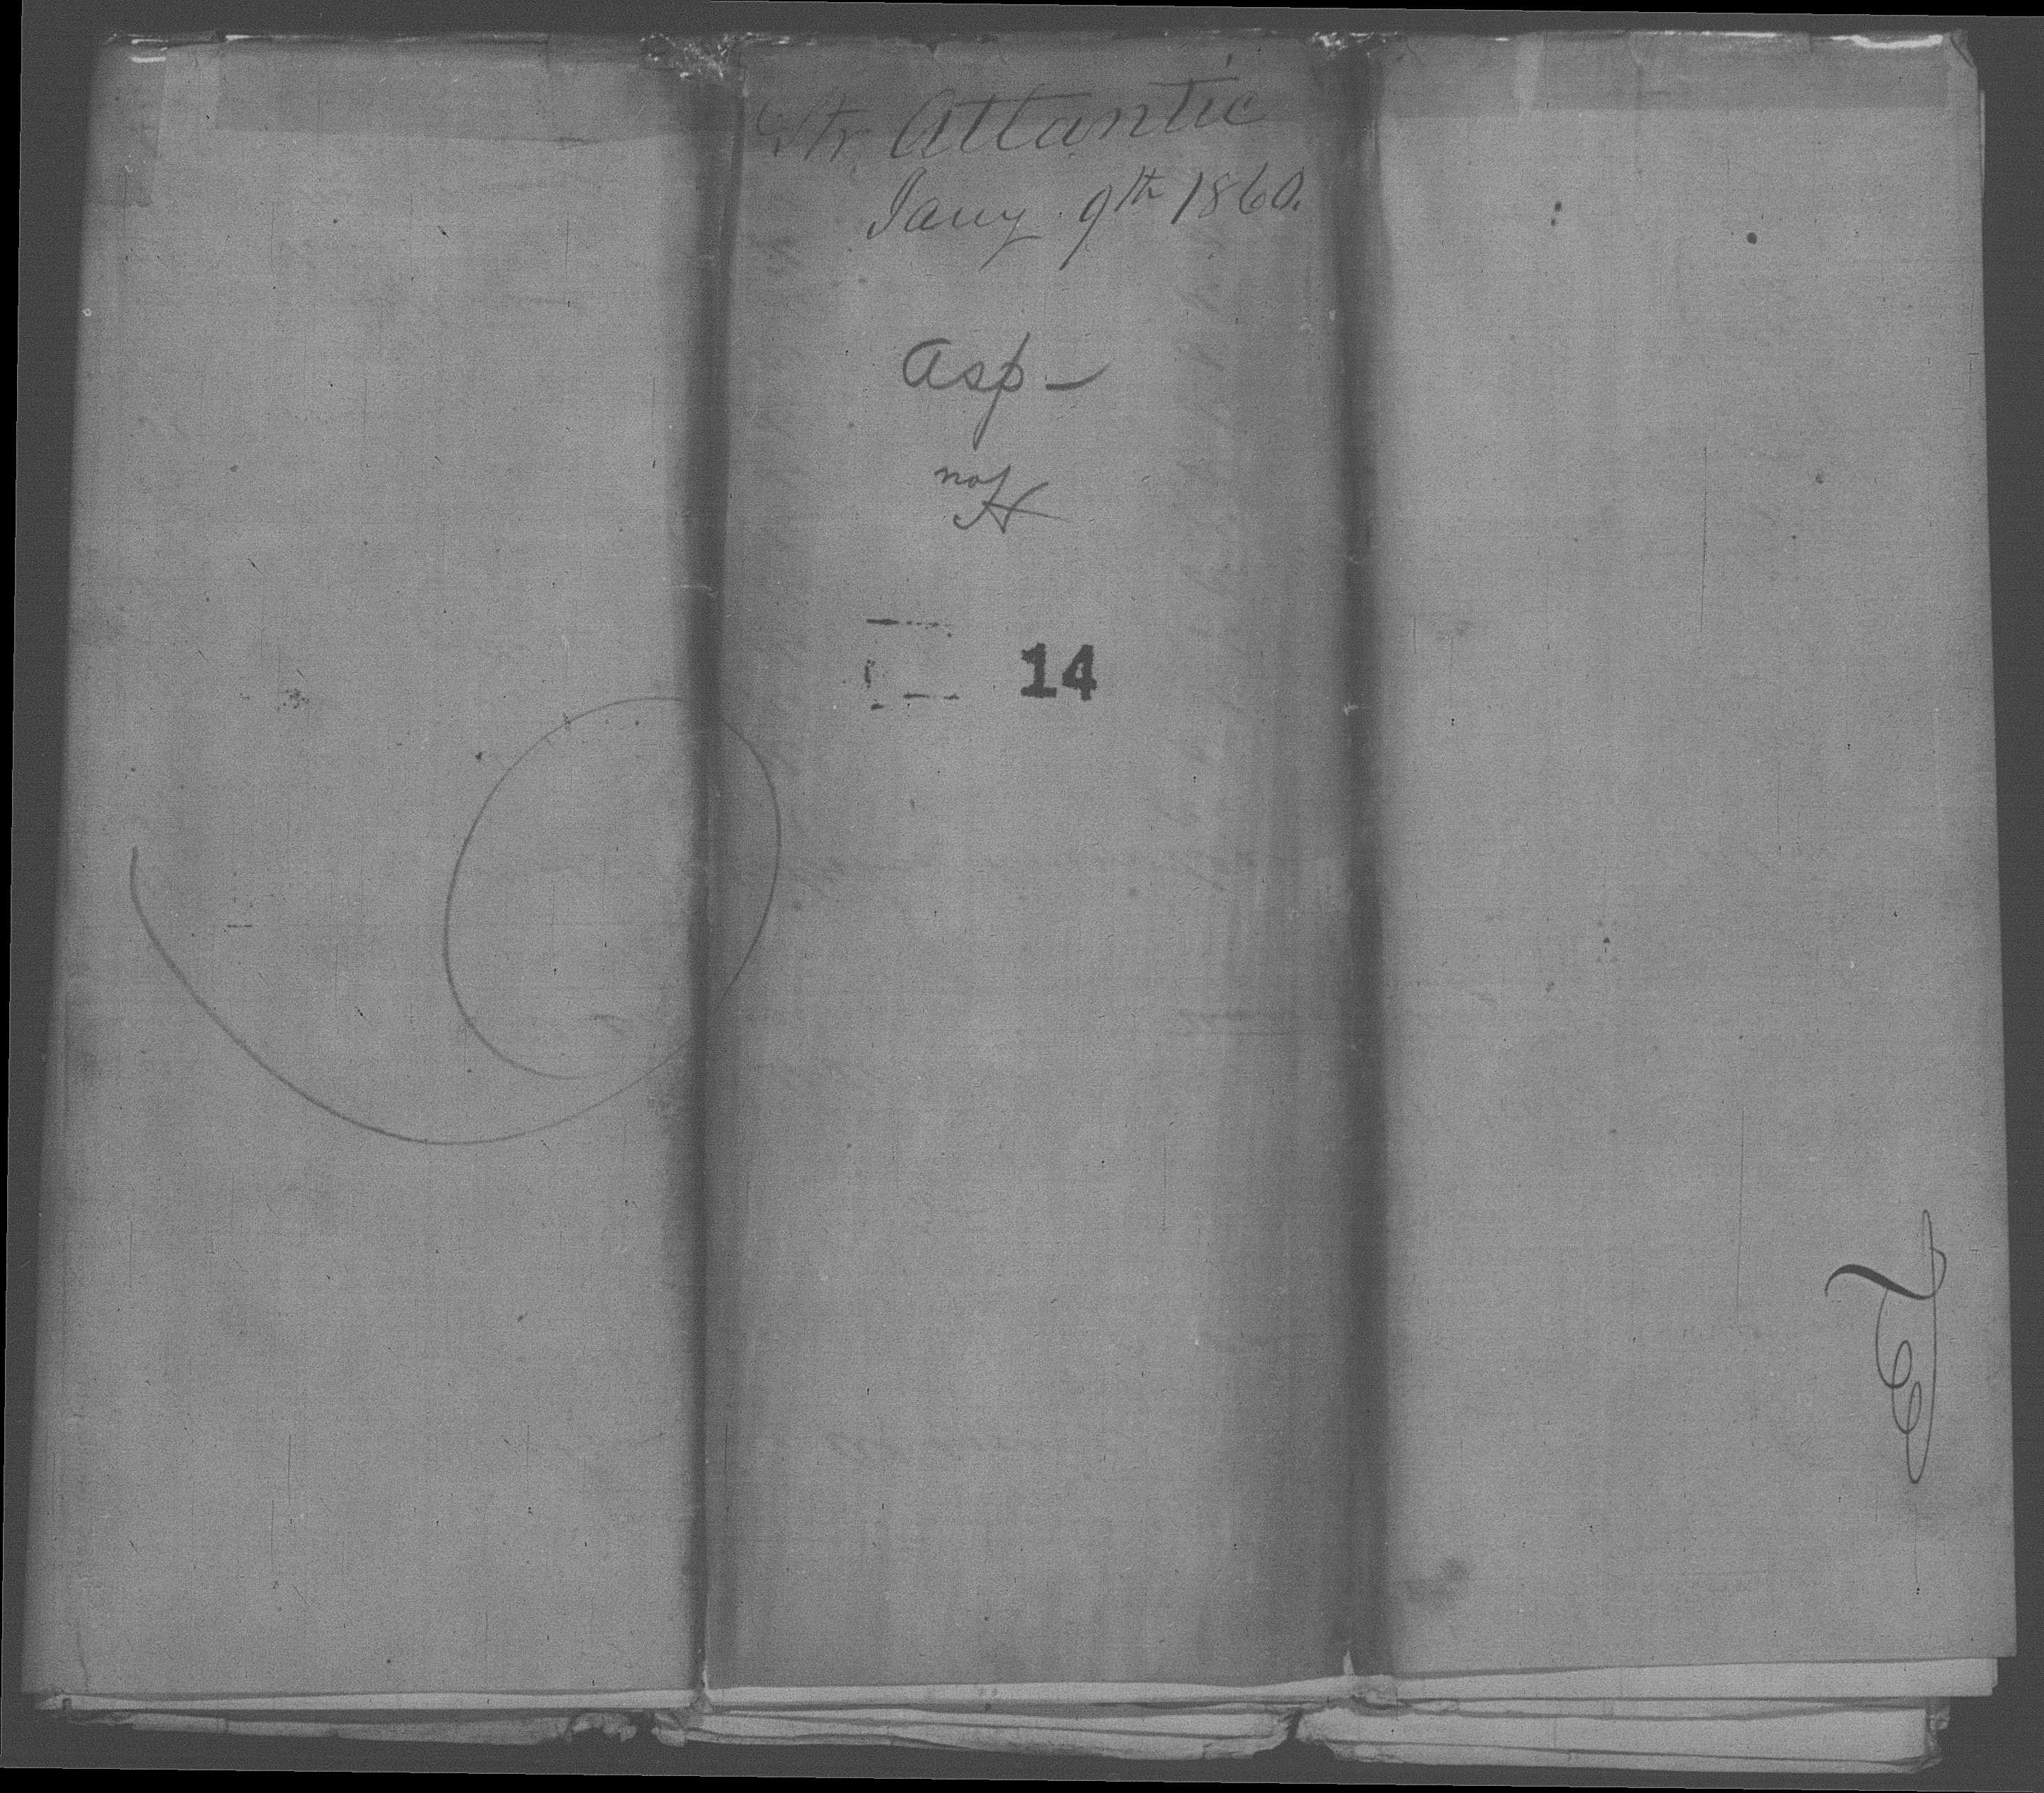 Str. Atlantic
Jany. 9th 1860.
Asp -
no H
14